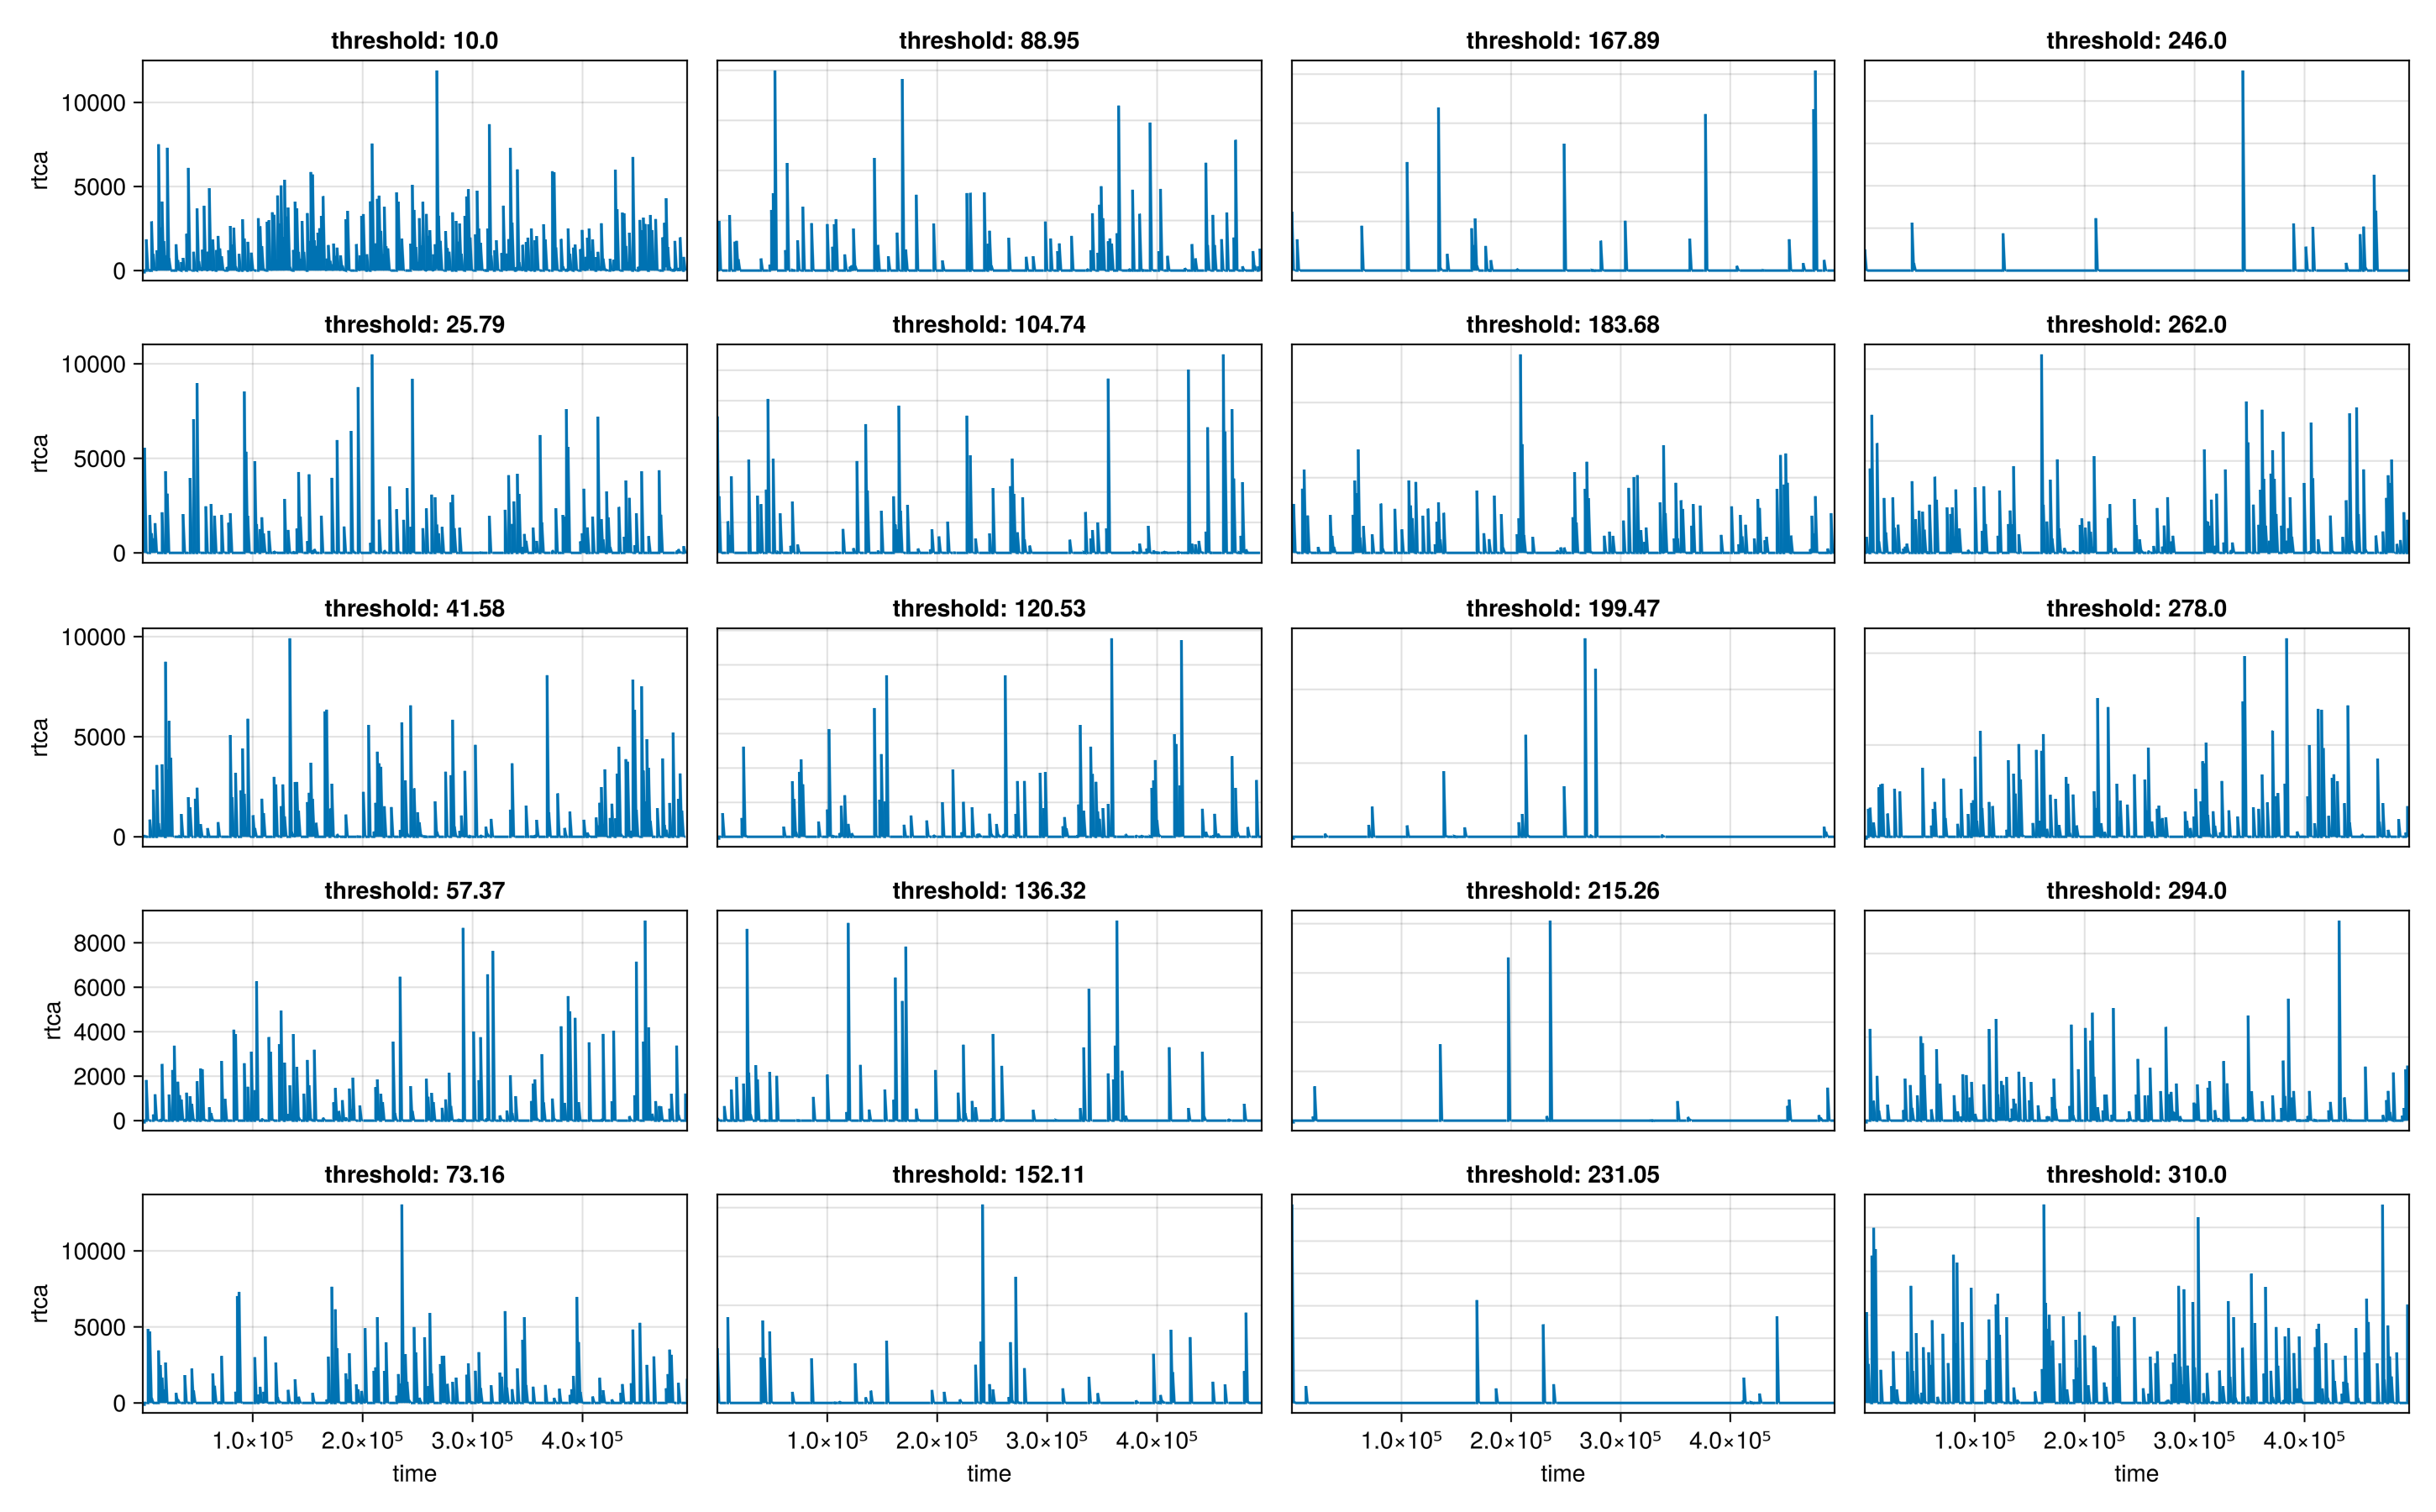 threshold: 10.0
threshold: 88.95
threshold: 167.89
threshold: 246.0
10000
5000
0
rtca
threshold: 25.79
threshold: 104.74
threshold: 183.68
threshold: 262.0
10000
5000
0
rtca
threshold: 41.58
threshold: 120.53
threshold: 199.47
threshold: 278.0
10000
5000
0
rtca
threshold: 57.37
threshold: 136.32
threshold: 215.26
threshold: 294.0
8000
6000
4000
2000
0
rtca
threshold: 73.16
threshold: 152.11
threshold: 231.05
threshold: 310.0
10000
5000
0
rtca
1.0×10⁵ 2.0×10⁵ 3.0×10⁵ 4.0×10⁵
1.0×10⁵ 2.0×10⁵ 3.0×10⁵ 4.0×10⁵
1.0×10⁵ 2.0×10⁵ 3.0×10⁵ 4.0×10⁵
1.0×10⁵ 2.0×10⁵ 3.0×10⁵ 4.0×10⁵
time
time
time
time